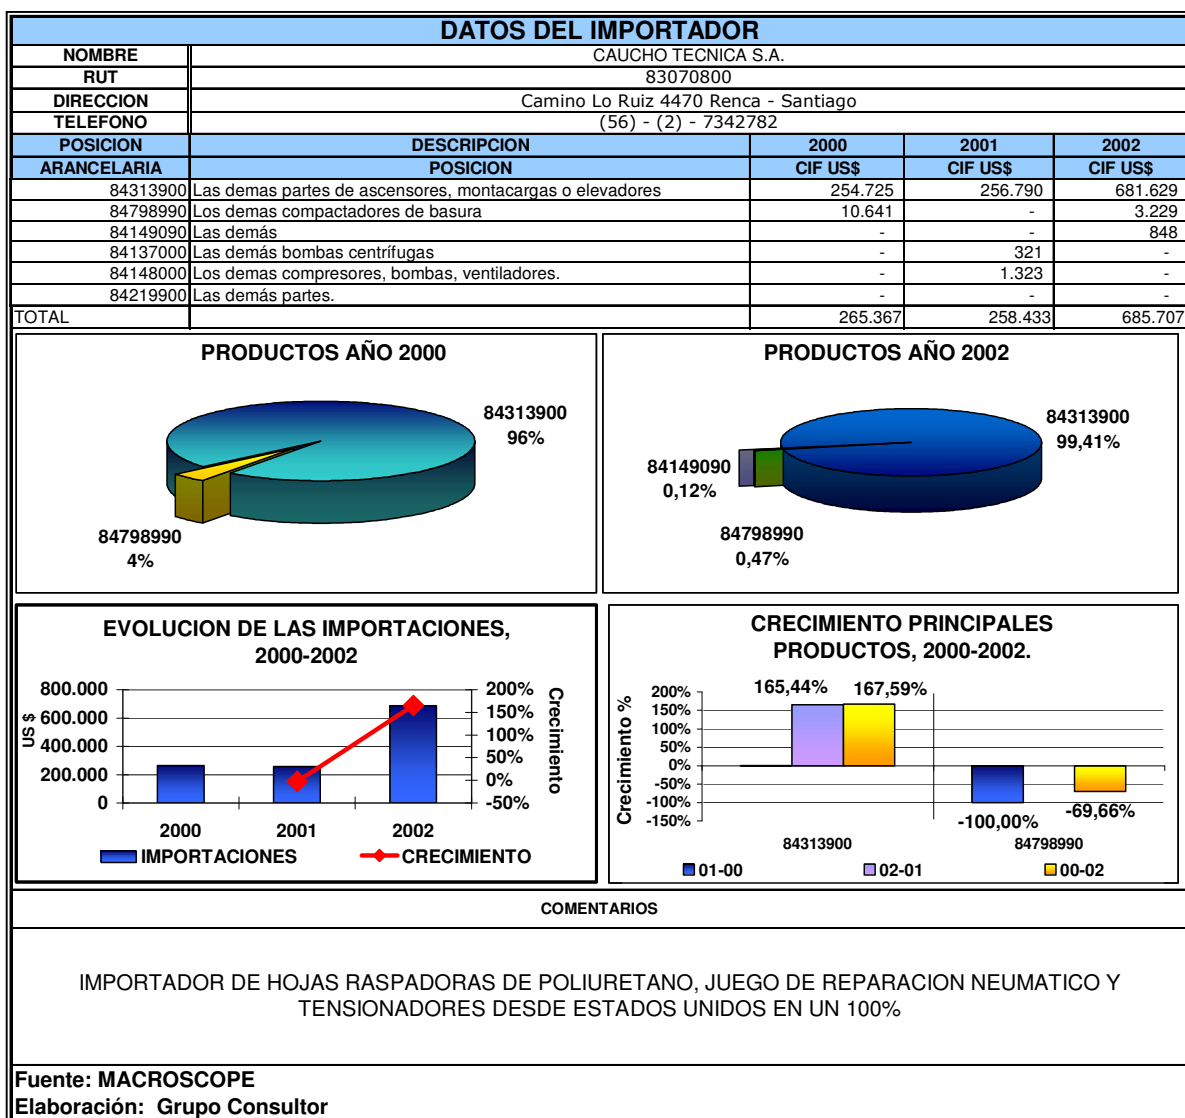 DATOS DEL IMPORTADOR
NOMBRE CAUCHO TECNICA S.A.
RUT 83070800
DIRECCION Camino Lo Ruiz 4470 Renca - Santiago
TELEFONO (56) - (2) - 7342782
POSICION DESCRIPCION 2000 2001 2002
ARANCELARIA POSICION CIF US$ CIF US$ CIF US$
84313900 Las demas partes de ascensores, montacargas o elevadores 254.725 256.790 681.629
84798990 Los demas compactadores de basura 10.641 - 3.229
84149090 Las demás - - 848
84137000 Las demás bombas centrífugas - 321 -
84148000 Los demas compresores, bombas, ventiladores. - 1.323 -
84219900 Las demás partes. - - -
TOTAL 265.367 258.433 685.707
PRODUCTOS AÑO 2000
84313900
96%
84798990
4%
PRODUCTOS AÑO 2002
84313900
99,41%
84149090
0,12%
84798990
0,47%
EVOLUCION DE LAS IMPORTACIONES,
2000-2002
US $
800.000
600.000
400.000
200.000
0
200%
150%
100%
50%
0%
-50%
Crecimiento
2000 2001 2002
IMPORTACIONES CRECIMIENTO
CRECIMIENTO PRINCIPALES
PRODUCTOS, 2000-2002.
Crecimiento %
200%
150%
100%
50%
0%
-50%
-100%
-150%
165,44% 167,59%
-100,00% -69,66%
84313900 84798990
01-00 02-01 00-02
COMENTARIOS
IMPORTADOR DE HOJAS RASPADORAS DE POLIURETANO, JUEGO DE REPARACION NEUMATICO Y
TENSIONADORES DESDE ESTADOS UNIDOS EN UN 100%
Fuente: MACROSCOPE
Elaboración: Grupo Consultor